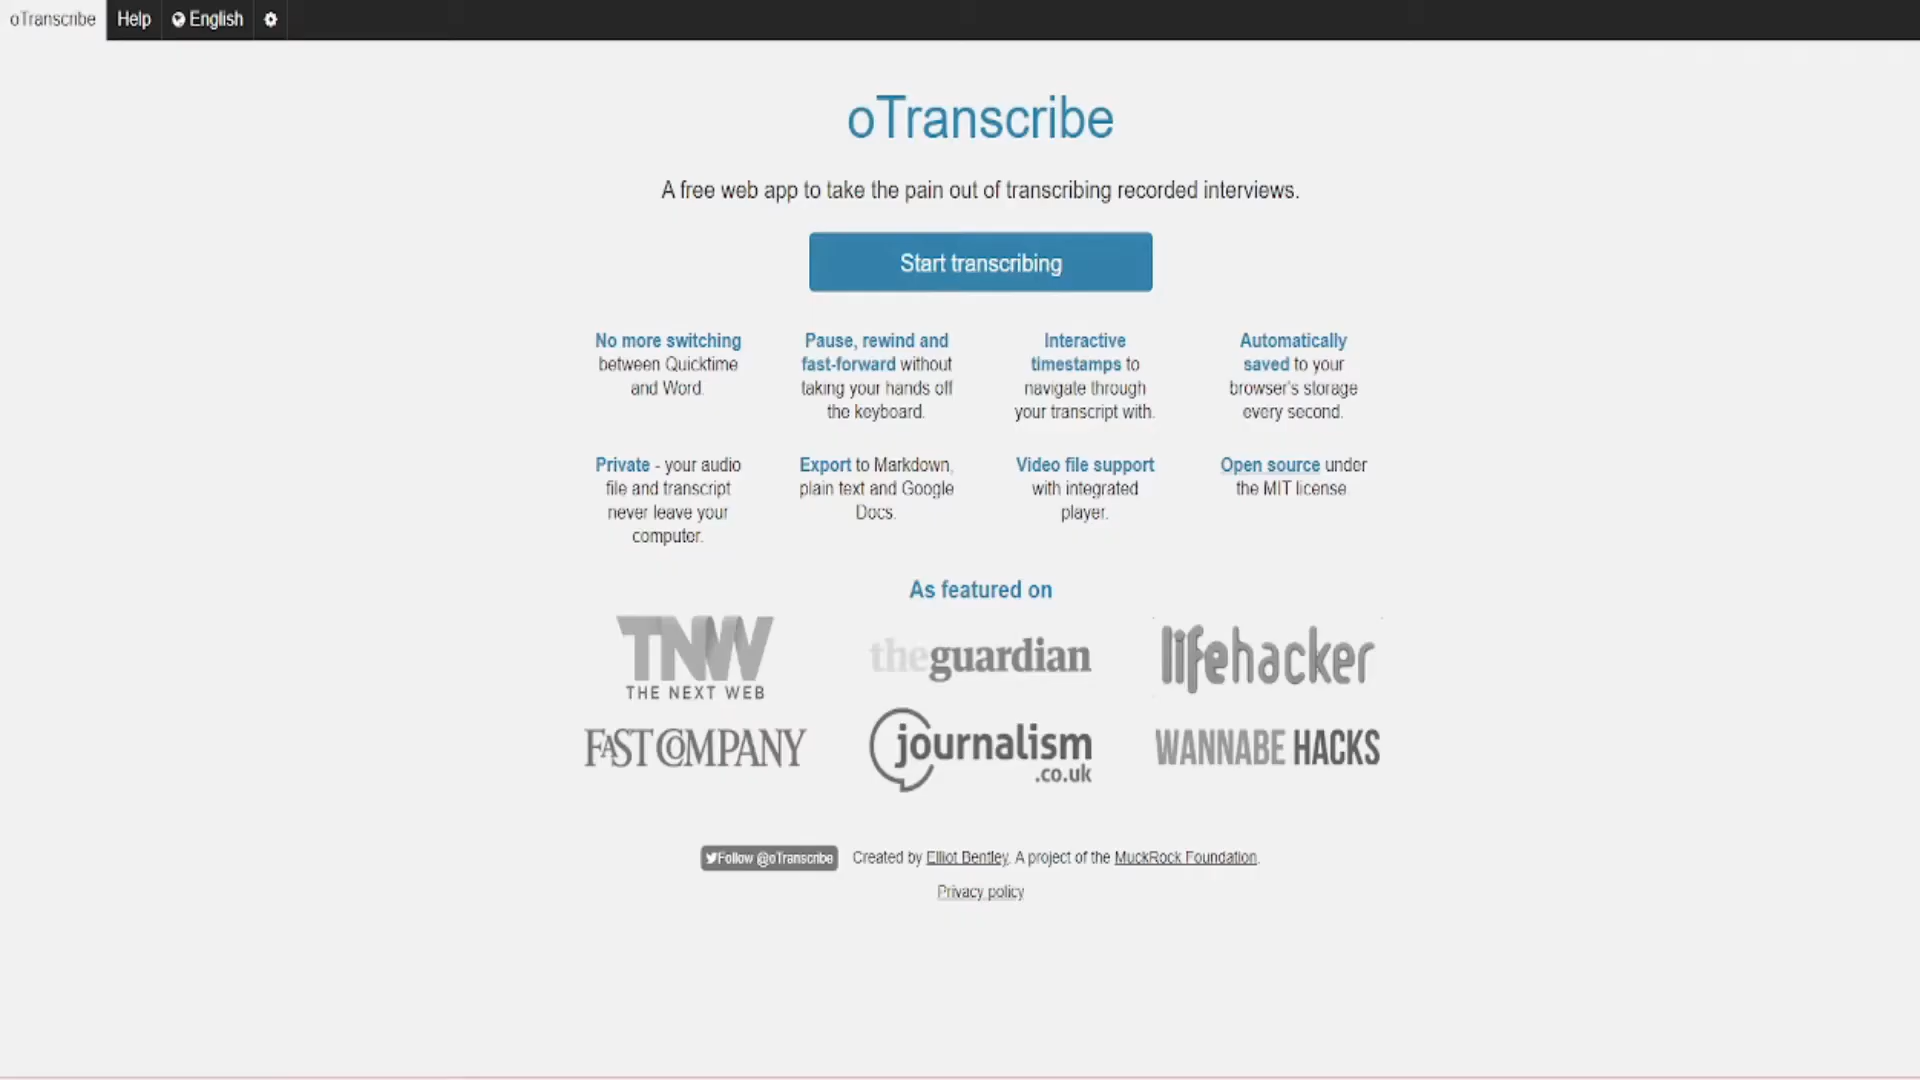 oTranscribe Help English
oTranscribe
A free web app to take the pain out of transcribing recorded interviews.
Start transcribing
No more switching
between Quicktime
and Word.
Pause, rewind and
fast-forward without
taking your hands off
the keyboard.
Interactive
timestamps to
navigate through
your transcript with.
Automatically
saved to your
browser's storage
every second.
Private - your audio
file and transcript
never leave your
computer.
Export to Markdown,
plain text and Google
Docs.
Video file support
with integrated
player.
Open source under
the MIT license
As featured on
TNW
THE NEXT WEB
theguardian
lifehacker
FAST COMPANY
journalism
.co.uk
WANNABE HACKS
Follow @oTranscribe Created by Elliot Bentley. A project of the MuckRock Foundation.
Privacy policy